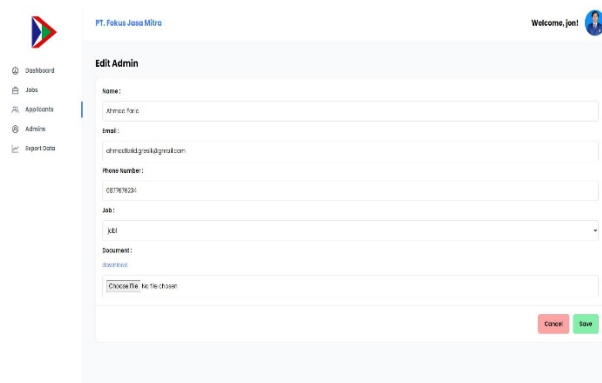 PT. Fokus Jasa Mitra
Welcome, jon!
Dashboard
Jobs
Applicants
Admins
Export Data
Edit Admin
Name :
Ahmad Farid
Email :
Phone Number :
0877676234
Job :
job1
Document :
download
Choose File No file chosen
Cancel
Save